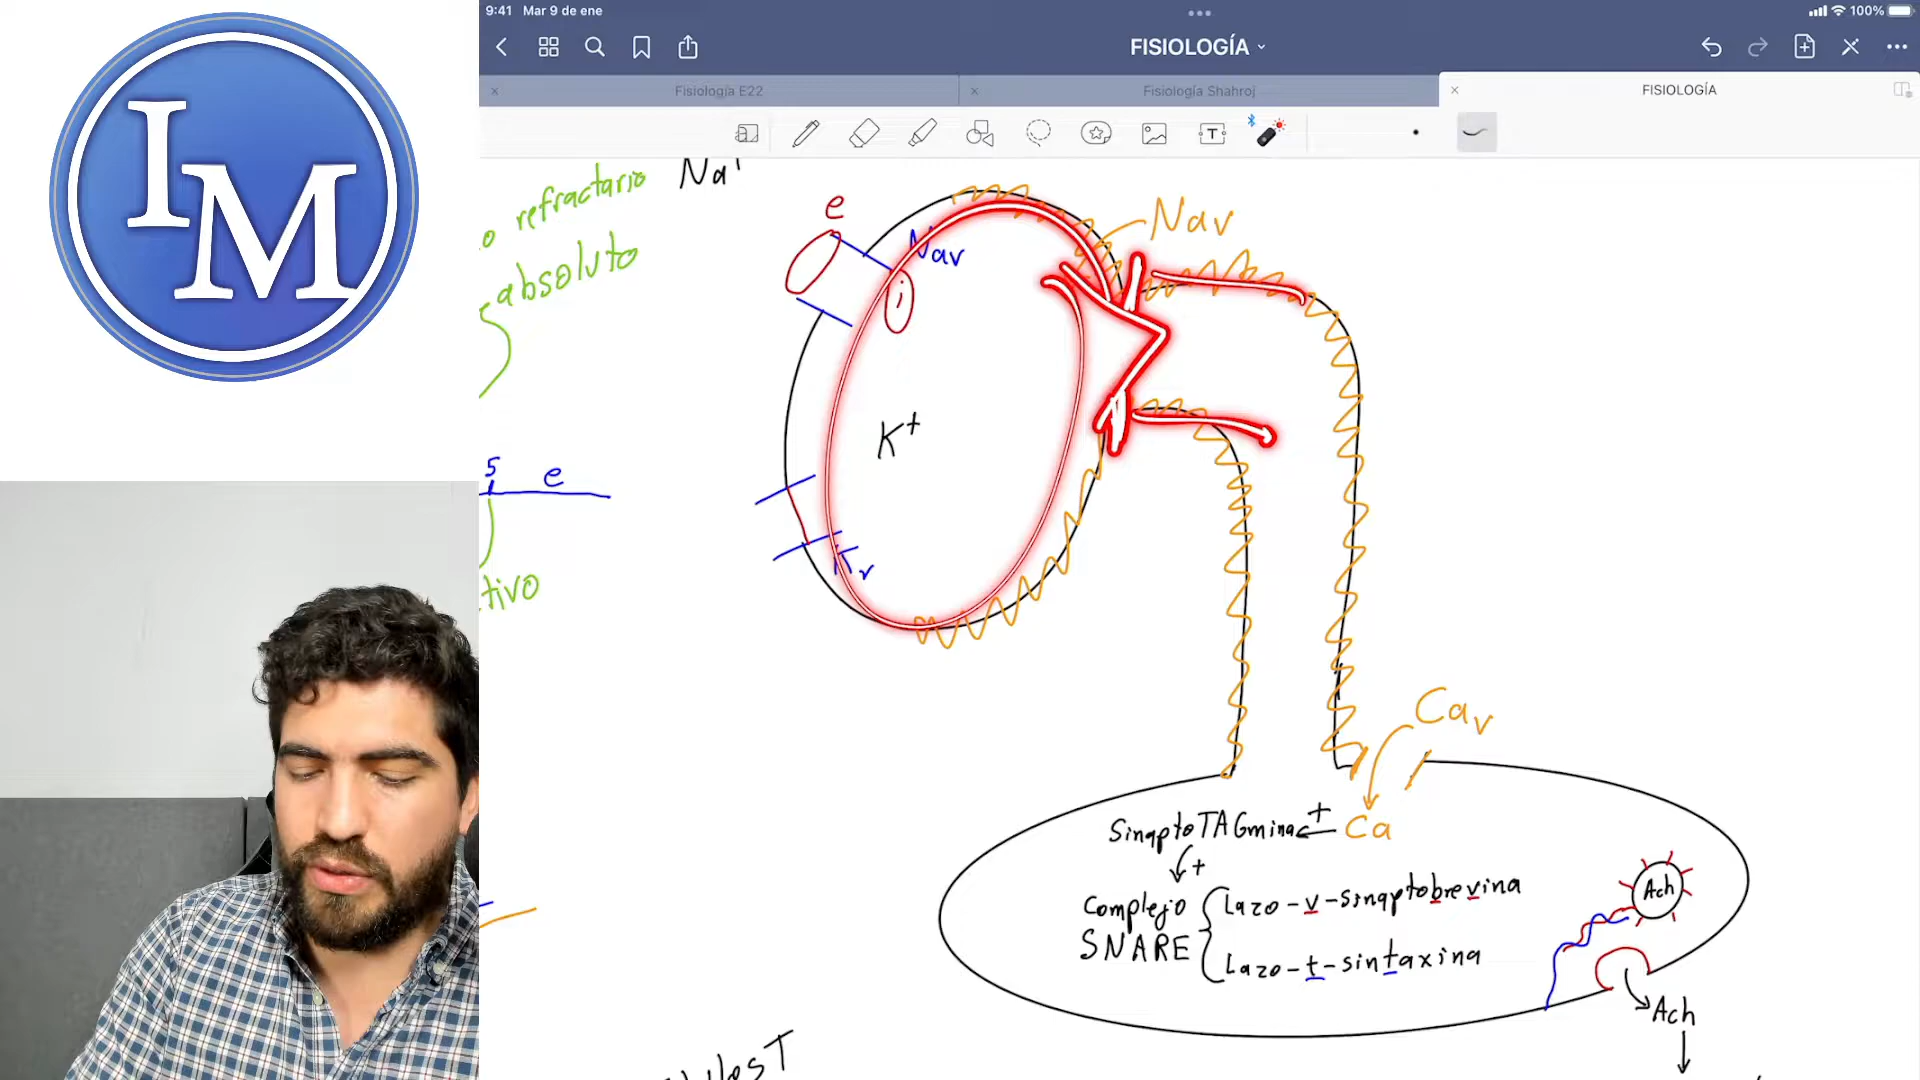 IM
9:41 Mar 9 de ene
100%
FISIOLOGÍA
Fisiología E22
Fisiología Shahroj
FISIOLOGÍA
T
o refractario
absoluto
Na⁺
e
Nav
i
Nav
K⁺
Kv
5 e
tivo
Cav
SinaptoTAGmina + Ca
+
Complejo
SNARE
Lazo-v-sinaptobrevina
Lazo-t-sintaxina
Ach
Ach
T